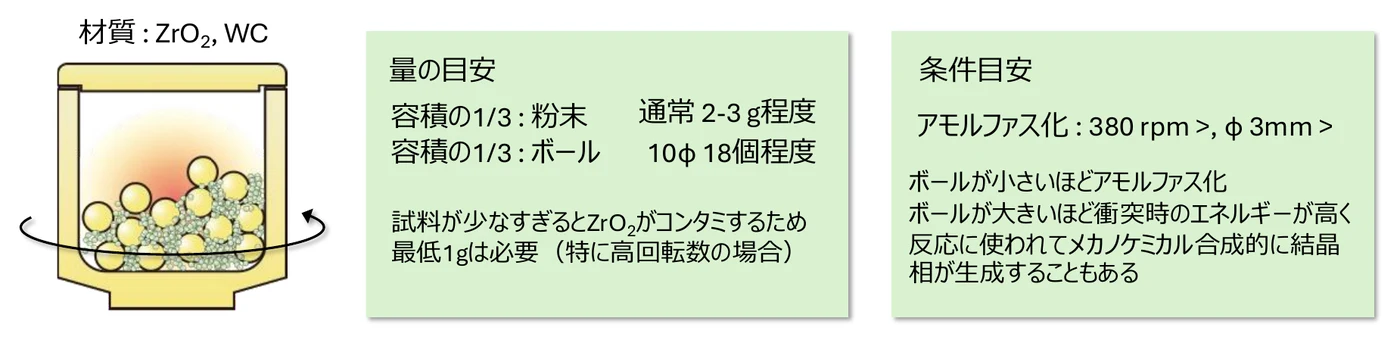 材質 : ZrO2, WC
量の目安
容積の1/3 : 粉末 通常 2-3 g程度
容積の1/3 : ボール 10φ 18個程度
試料が少なすぎるとZrO2がコンタミするため
最低1gは必要（特に高回転数の場合）
条件目安
アモルファス化 : 380 rpm >, φ 3mm >
ボールが小さいほどアモルファス化
ボールが大きいほど衝突時のエネルギーが高く
反応に使われてメカノケミカル合成的に結晶
相が生成することもある